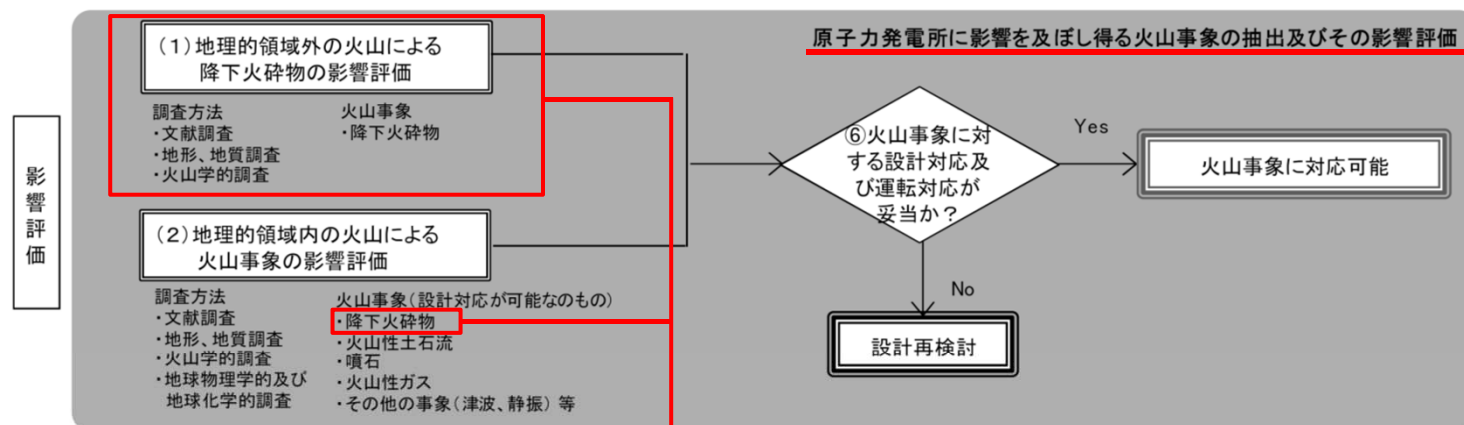 原子力発電所に影響を及ぼし得る火山事象の抽出及びその影響評価
影響評価
(1)地理的領域外の火山による
降下火砕物の影響評価
調査方法
・文献調査
・地形、地質調査
・火山学的調査
火山事象
・降下火砕物
(2)地理的領域内の火山による
火山事象の影響評価
調査方法
・文献調査
・地形、地質調査
・火山学的調査
・地球物理学的及び
地球化学的調査
火山事象(設計対応が可能なのもの)
・降下火砕物
・火山性土石流
・噴石
・火山性ガス
・その他の事象(津波、静振)等
⑥火山事象に対
する設計対応及
び運転対応が
妥当か？
Yes
火山事象に対応可能
No
設計再検討